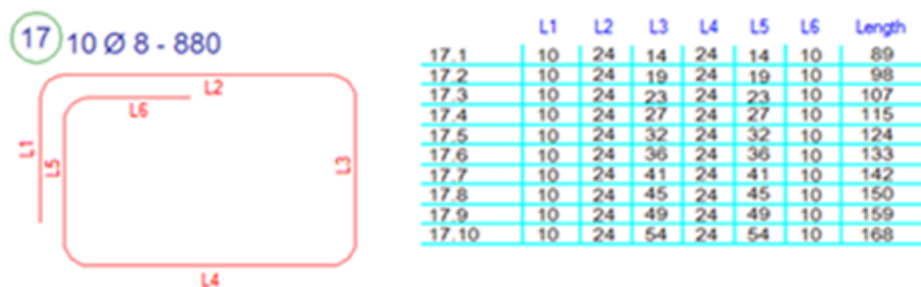 17 10 Ø 8 - 880
L2
L6
L1 L5 L3
L4
L1 L2 L3 L4 L5 L6 Length
17.1 10 24 14 24 14 10 89
17.2 10 24 19 24 19 10 98
17.3 10 24 23 24 23 10 107
17.4 10 24 27 24 27 10 115
17.5 10 24 32 24 32 10 124
17.6 10 24 36 24 36 10 133
17.7 10 24 41 24 41 10 142
17.8 10 24 45 24 45 10 150
17.9 10 24 49 24 49 10 159
17.10 10 24 54 24 54 10 168